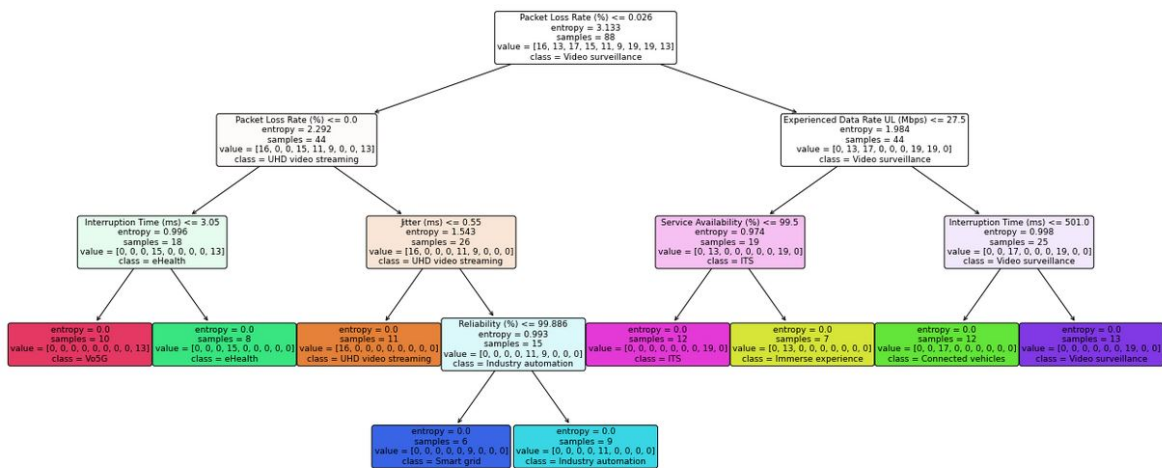 Packet Loss Rate (%) <= 0.026
entropy = 3.133
samples = 88
value = [16, 13, 17, 15, 11, 9, 19, 19, 13]
class = Video surveillance
Packet Loss Rate (%) <= 0.0
entropy = 2.292
samples = 44
value = [16, 0, 0, 15, 11, 9, 0, 0, 13]
class = UHD video streaming
Experienced Data Rate UL (Mbps) <= 27.5
entropy = 1.984
samples = 44
value = [0, 13, 17, 0, 0, 0, 19, 19, 0]
class = Video surveillance
Interruption Time (ms) <= 3.05
entropy = 0.996
samples = 18
value = [0, 0, 0, 15, 0, 0, 0, 0, 13]
class = eHealth
Jitter (ms) <= 0.55
entropy = 1.543
samples = 26
value = [16, 0, 0, 0, 11, 9, 0, 0, 0]
class = UHD video streaming
Service Availability (%) <= 99.5
entropy = 0.974
samples = 19
value = [0, 13, 0, 0, 0, 0, 0, 19, 0]
class = ITS
Interruption Time (ms) <= 501.0
entropy = 0.998
samples = 25
value = [0, 0, 17, 0, 0, 0, 19, 0, 0]
class = Video surveillance
entropy = 0.0
samples = 10
value = [0, 0, 0, 0, 0, 0, 0, 0, 13]
class = Vo5G
entropy = 0.0
samples = 8
value = [0, 0, 0, 15, 0, 0, 0, 0, 0]
class = eHealth
entropy = 0.0
samples = 11
value = [16, 0, 0, 0, 0, 0, 0, 0, 0]
class = UHD video streaming
Reliability (%) <= 99.886
entropy = 0.993
samples = 15
value = [0, 0, 0, 0, 11, 9, 0, 0, 0]
class = Industry automation
entropy = 0.0
samples = 12
value = [0, 0, 0, 0, 0, 0, 0, 19, 0]
class = ITS
entropy = 0.0
samples = 7
value = [0, 13, 0, 0, 0, 0, 0, 0, 0]
class = Immerse experience
entropy = 0.0
samples = 12
value = [0, 0, 17, 0, 0, 0, 0, 0, 0]
class = Connected vehicles
entropy = 0.0
samples = 13
value = [0, 0, 0, 0, 0, 0, 19, 0, 0]
class = Video surveillance
entropy = 0.0
samples = 6
value = [0, 0, 0, 0, 0, 9, 0, 0, 0]
class = Smart grid
entropy = 0.0
samples = 9
value = [0, 0, 0, 0, 11, 0, 0, 0, 0]
class = Industry automation